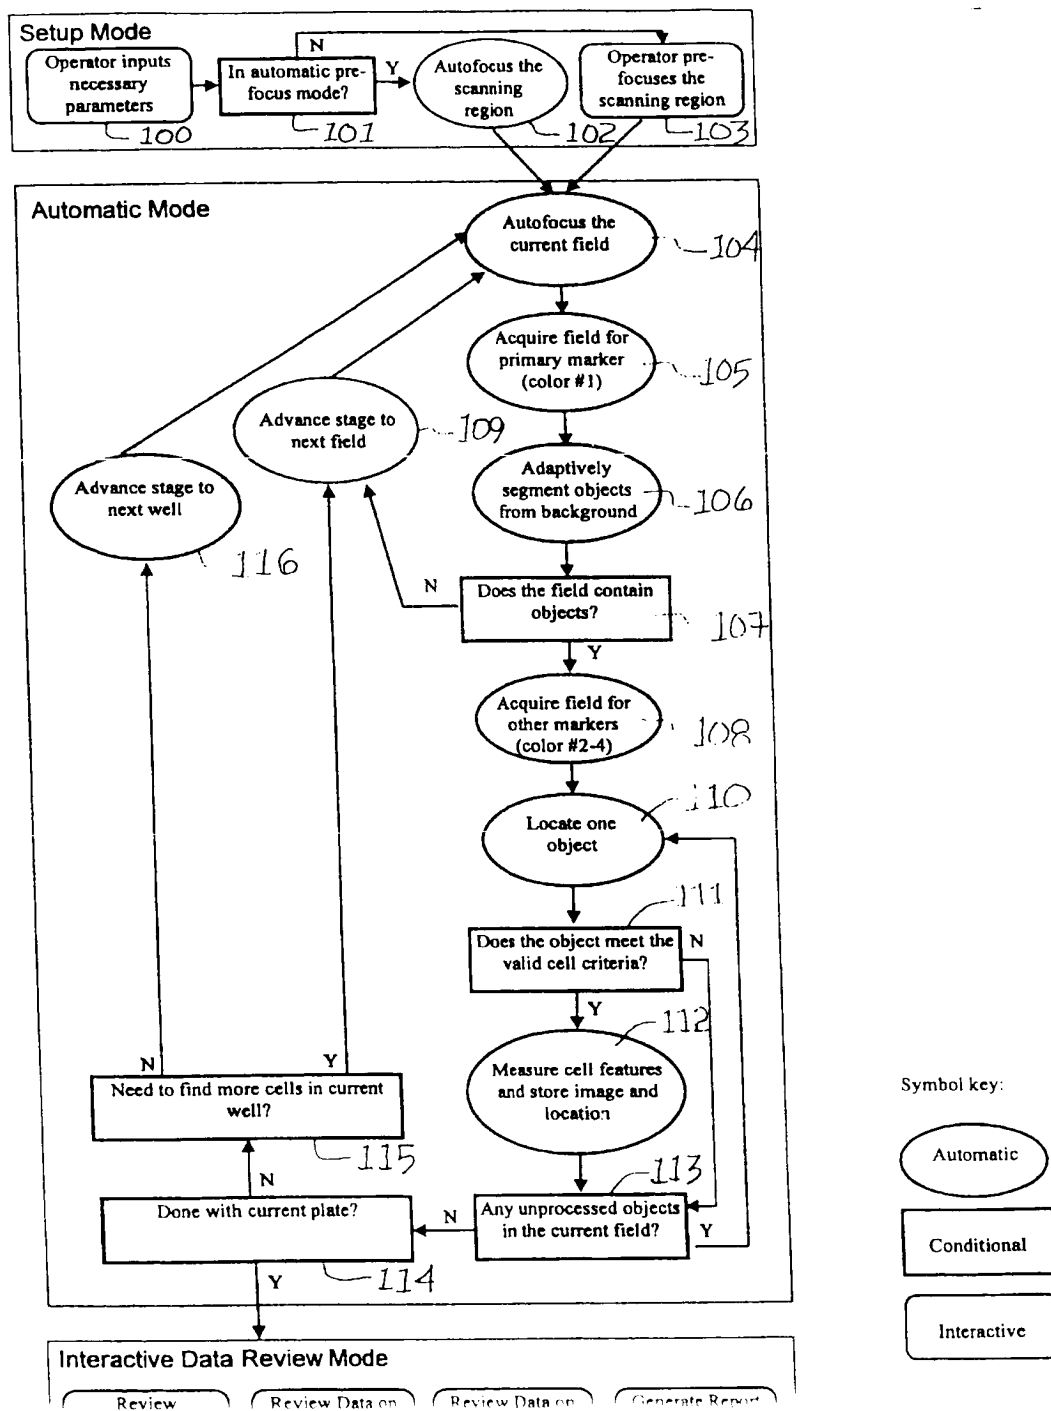 Setup Mode
Operator inputs
necessary
parameters
100
In automatic pre-
focus mode?
101
N
Y
Autofocus the
scanning
region
102
Operator pre-
focuses the
scanning region
103
Automatic Mode
Autofocus the
current field
104
Acquire field for
primary marker
(color #1)
105
Advance stage to
next field
109
Adaptively
segment objects
from background
106
Advance stage to
next well
116
Does the field contain
objects?
107
N
Y
Acquire field for
other markers
(color #2-4)
108
Locate one
object
110
Does the object meet the
valid cell criteria?
111
N
Y
Measure cell features
and store image and
location
112
N
Y
Need to find more cells in current
well?
115
N
Done with current plate?
114
N
Any unprocessed objects
in the current field?
113
Y
Y
Symbol key:
Automatic
Conditional
Interactive
Interactive Data Review Mode
Review
Review Data on
Review Data on
Generate Report